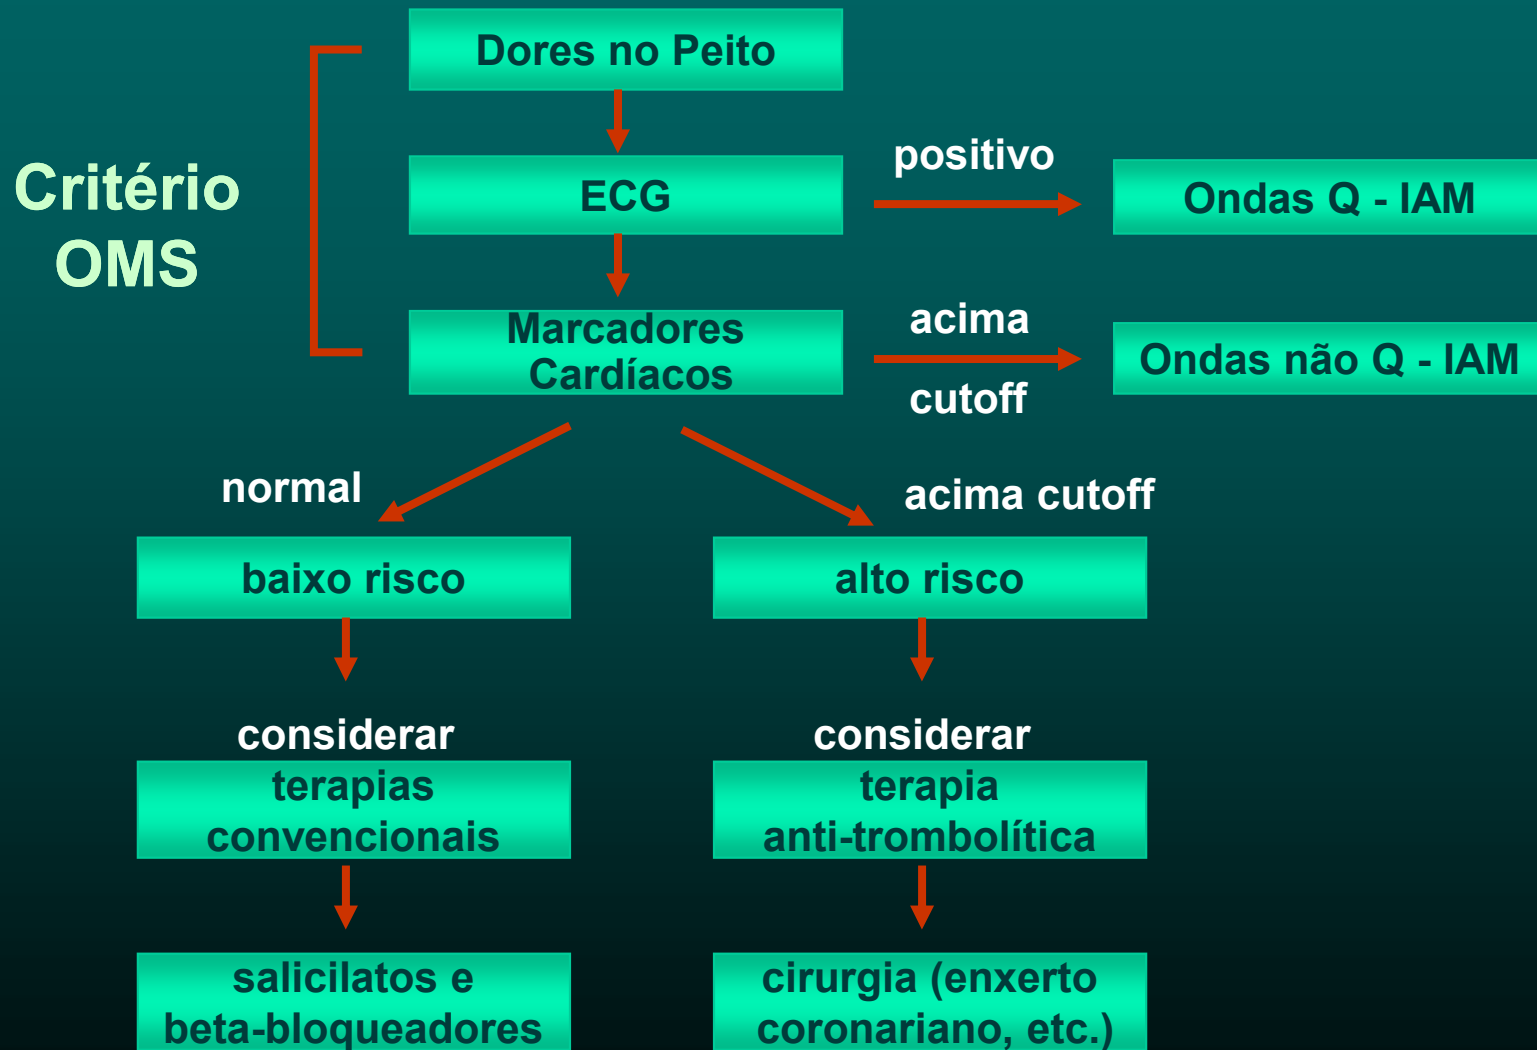 Dores no Peito
Critério
OMS
ECG
positivo
Ondas Q - IAM
Marcadores
Cardíacos
acima
cutoff
Ondas não Q - IAM
normal
acima cutoff
baixo risco
alto risco
considerar
considerar
terapias
convencionais
terapia
anti-trombolítica
salicilatos e
beta-bloqueadores
cirurgia (enxerto
coronariano, etc.)